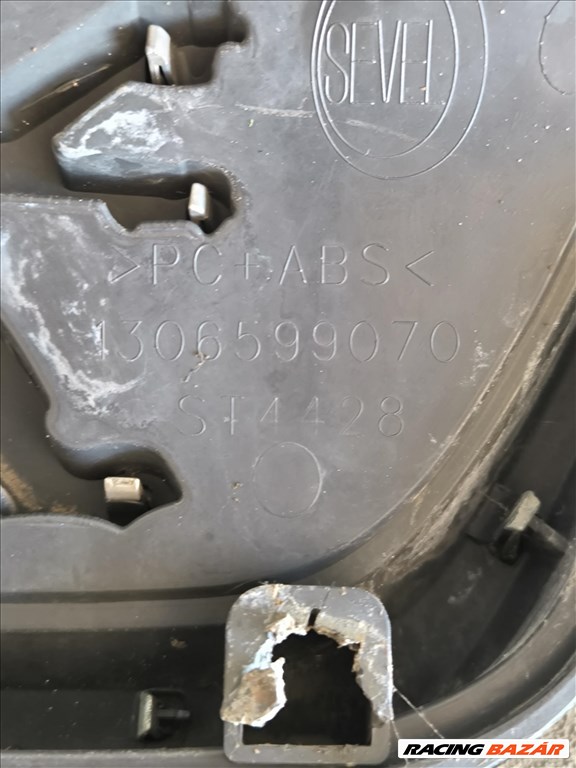 SEVEL
>PC+ABS<
1306599070
ST4428
RACING BAZÁR